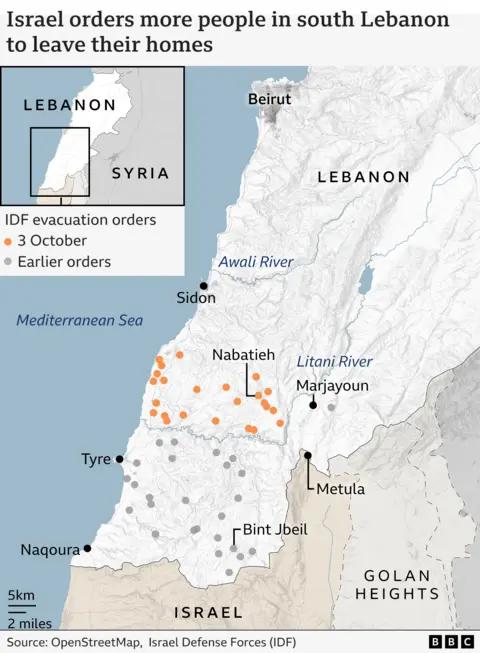 Israel orders more people in south Lebanon
to leave their homes
LEBANON
SYRIA
Beirut
LEBANON
IDF evacuation orders
3 October
Earlier orders
Awali River
Sidon
Mediterranean Sea
Nabatieh
Litani River
Marjayoun
Tyre
Metula
Bint Jbeil
Naqoura
GOLAN
HEIGHTS
5km
2 miles
ISRAEL
Source: OpenStreetMap, Israel Defense Forces (IDF)
BBC